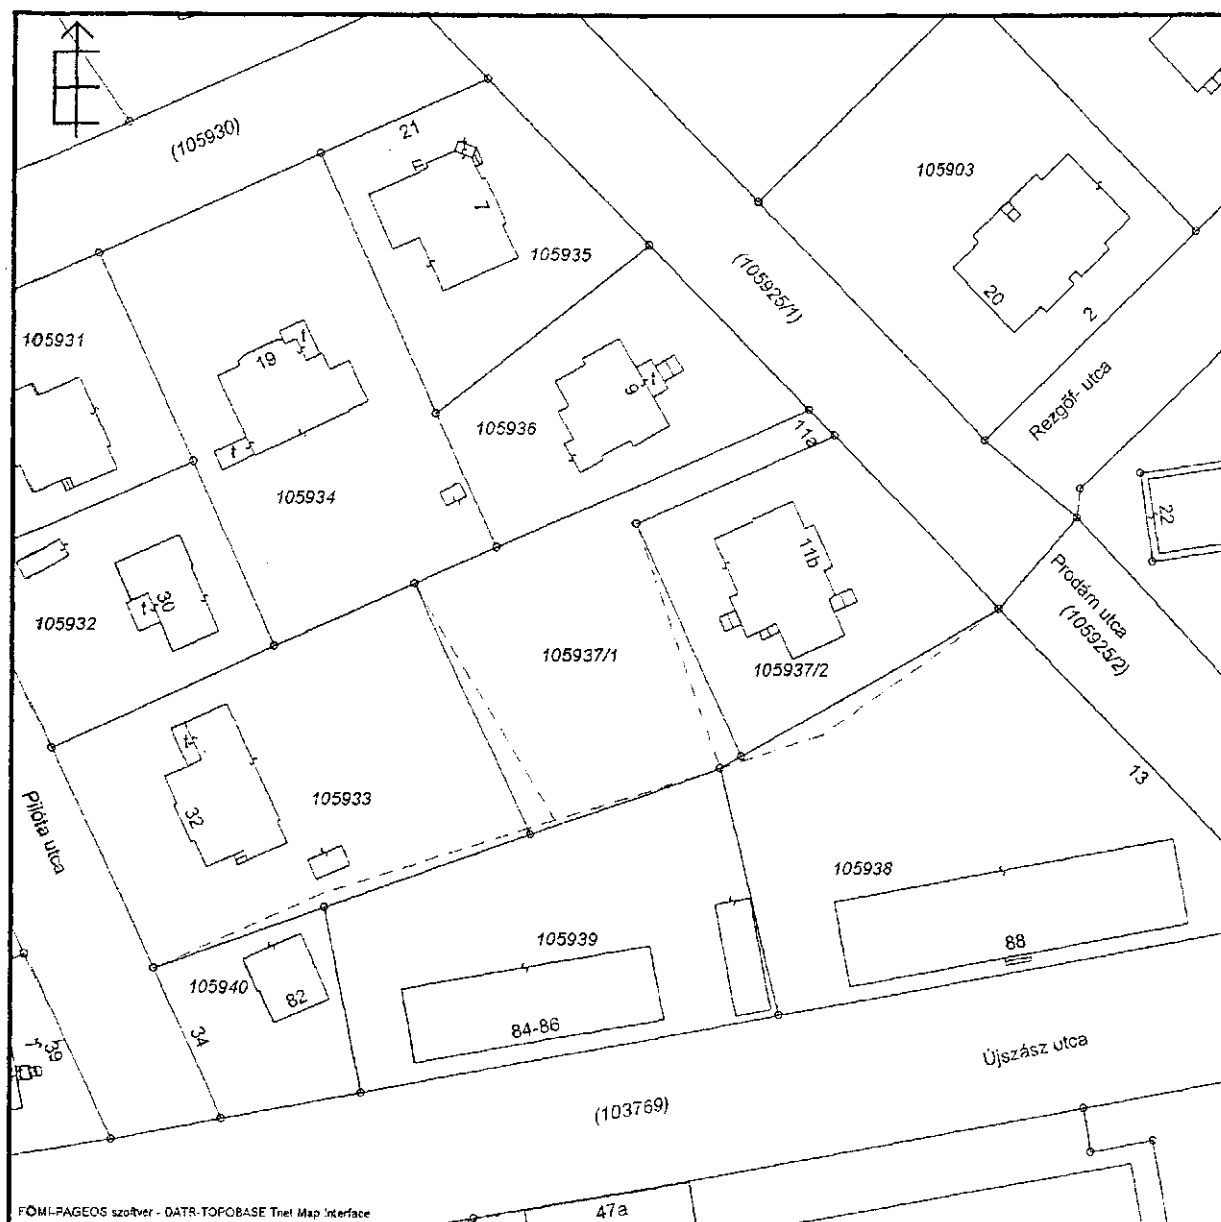 (105930)
21
105903
7
105935
(105925/1)
20
2
105931
19
t
Rezgőf- utca
9
t
105936
11a
t
105934
22
11b
30
t
105932
Prodám utca
(105925/2)
105937/1
105937/2
13
t
105933
32
Pilóta utca
105938
105939
88
105940
82
84-86
34
39
Újszász utca
(103769)
FÖMI-PAGEOS szoftver - DATR-TOPOBASE Tnet Map Interface
47a